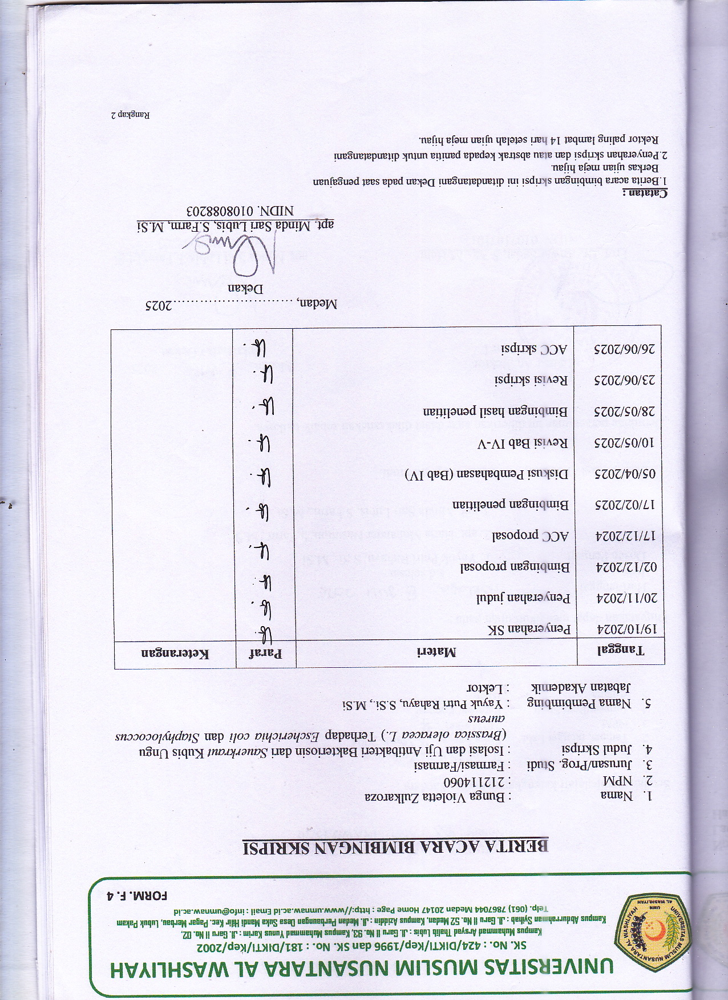 UNIVERSITAS MUSLIM NUSANTARA AL WASHLIYAH
SK. No. : 424/DIKTI/Kep/1996 dan SK. No. : 181/DIKTI/Kep/2002
Kampus Muhammad Arsyad Thalib Lubis : Jl. Garu II No. 93, Kampus Muhammad Yunus Karim : Jl. Garu II No. 02,
Kampus Abdurrahman Syihab : Jl. Garu II No. 52 Medan, Kampus Azizdin : Jl. Medan Perbaungan Desa Suka Mandi Hilir Kec. Pagar Merbau, Lubuk Pakam
Telp. (061) 7867044 Medan 20147 Home Page : http://www.umnaw.ac.id Email : info@umnaw.ac.id
FORM. F. 4
UNIVERSITAS MUSLIM NUSANTARA AL WASHLIYAH
UMN
AL WASHLIYAH
BERITA ACARA BIMBINGAN SKRIPSI
1. Nama : Bunga Violetta Zulkaroza
2. NPM : 212114060
3. Jurusan/Prog. Studi : Farmasi/Farmasi
4. Judul Skripsi : Isolasi dan Uji Antibakteri Bakteriosin dari Sauerkraut Kubis Ungu
(Brassica oleracea L.) Terhadap Escherichia coli dan Staphylococcus
aureus
5. Nama Pembimbing : Yayuk Putri Rahayu, S.Si., M.Si
Jabatan Akademik : Lektor
Tanggal Materi Paraf Keterangan
19/10/2024 Penyerahan SK
20/11/2024 Penyerahan judul
02/12/2024 Bimbingan proposal
17/12/2024 ACC proposal
17/02/2025 Bimbingan penelitian
05/04/2025 Diskusi Pembahasan (Bab IV)
10/05/2025 Revisi Bab IV-V
28/05/2025 Bimbingan hasil penelitian
23/06/2025 Revisi skripsi
26/06/2025 ACC skripsi
Medan, ...........................2025
Dekan
apt. Minda Sari Lubis, S.Farm, M.Si
NIDN. 0108088203
Catatan :
1.Berita acara bimbingan skripsi ini ditandatangani Dekan pada saat pengajuan
Berkas ujian meja hijau.
2.Penyerahan skripsi dan atau abstrak kepada panitia untuk ditandatangani
Rektor paling lambat 14 hari setelah ujian meja hijau.
Rangkap 2